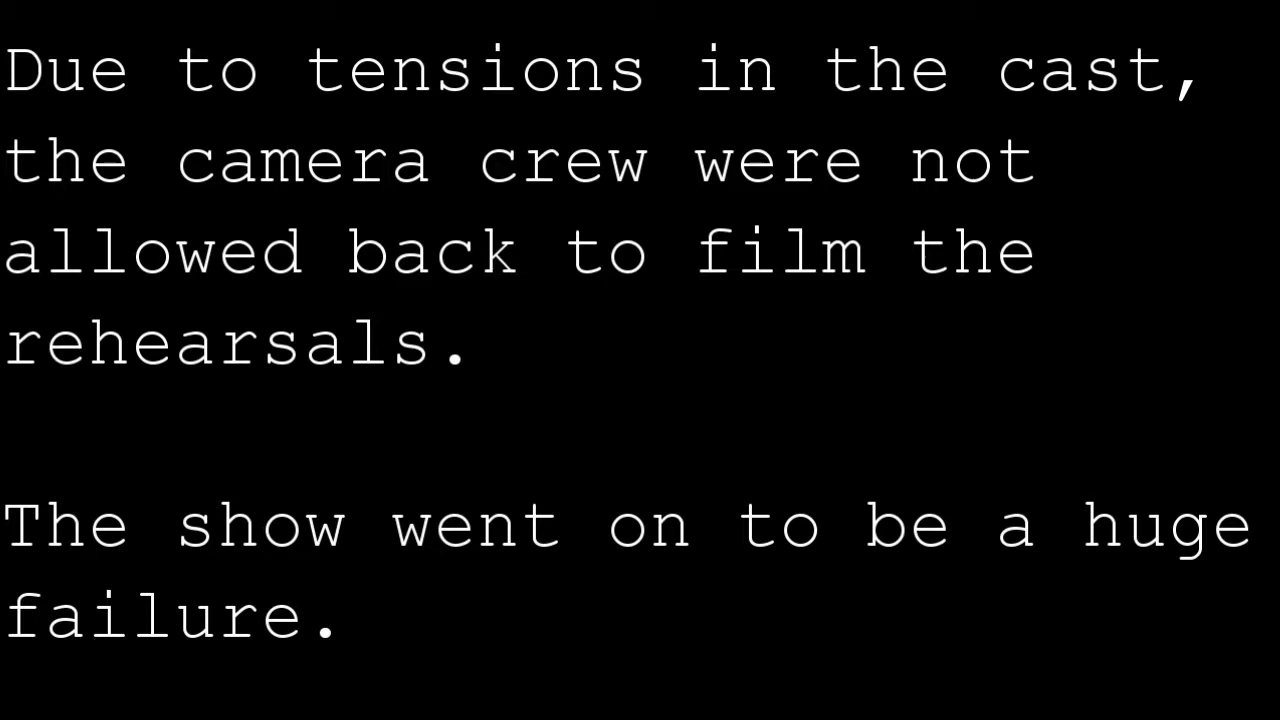 Due to tensions in the cast,
the camera crew were not
allowed back to film the
rehearsals.
The show went on to be a huge
failure.